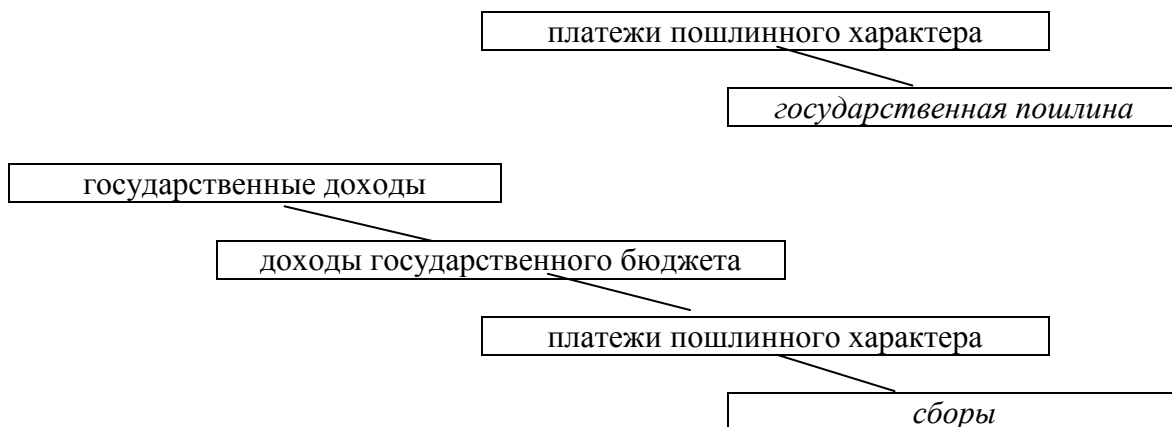 платежи пошлинного характера
государственная пошлина
государственные доходы
доходы государственного бюджета
платежи пошлинного характера
сборы